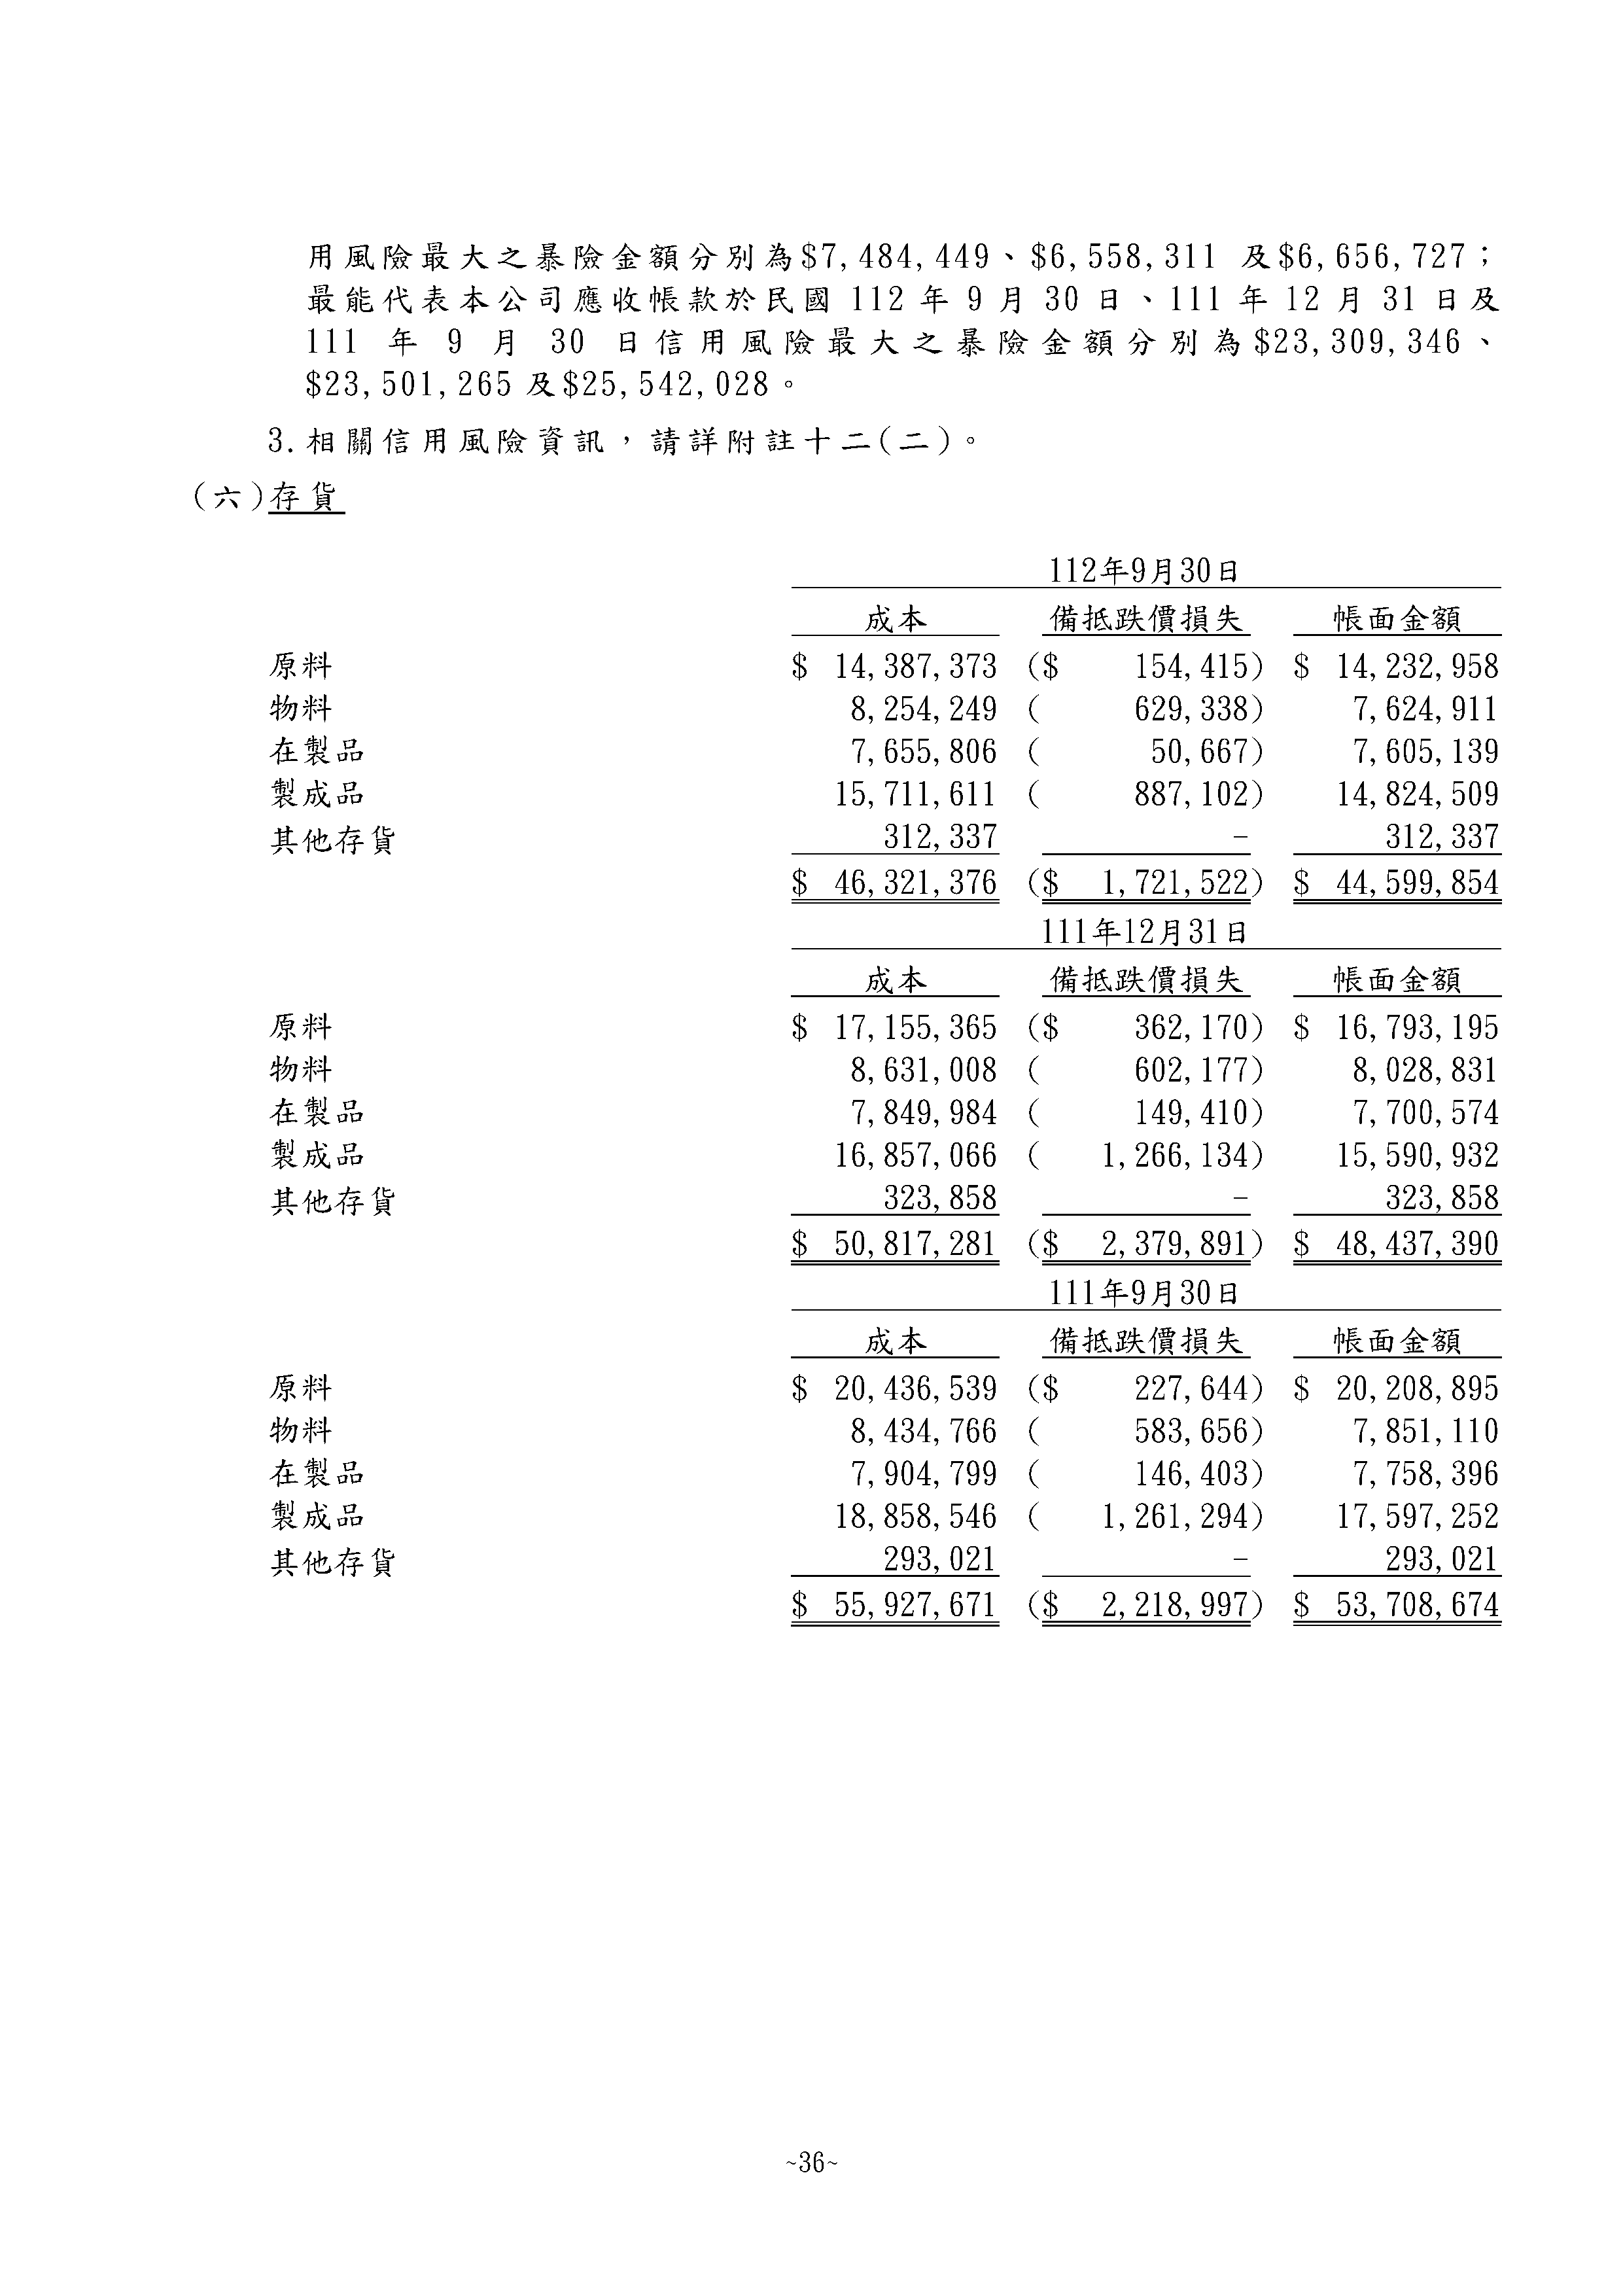 用風險最大之暴險金額分別為$7,484,449、$6,558,311 及$6,656,727；
最能代表本公司應收帳款於民國 112 年 9 月 30 日、111 年 12 月 31 日及
111 年 9 月 30 日信用風險最大之暴險金額分別為$23,309,346、
$23,501,265 及$25,542,028。
3.相關信用風險資訊，請詳附註十二(二)。
(六)存貨
112年9月30日
成本 備抵跌價損失 帳面金額
原料 $ 14,387,373 ($ 154,415) $ 14,232,958
物料 8,254,249 ( 629,338) 7,624,911
在製品 7,655,806 ( 50,667) 7,605,139
製成品 15,711,611 ( 887,102) 14,824,509
其他存貨 312,337 - 312,337
$ 46,321,376 ($ 1,721,522) $ 44,599,854
111年12月31日
成本 備抵跌價損失 帳面金額
原料 $ 17,155,365 ($ 362,170) $ 16,793,195
物料 8,631,008 ( 602,177) 8,028,831
在製品 7,849,984 ( 149,410) 7,700,574
製成品 16,857,066 ( 1,266,134) 15,590,932
其他存貨 323,858 - 323,858
$ 50,817,281 ($ 2,379,891) $ 48,437,390
111年9月30日
成本 備抵跌價損失 帳面金額
原料 $ 20,436,539 ($ 227,644) $ 20,208,895
物料 8,434,766 ( 583,656) 7,851,110
在製品 7,904,799 ( 146,403) 7,758,396
製成品 18,858,546 ( 1,261,294) 17,597,252
其他存貨 293,021 - 293,021
$ 55,927,671 ($ 2,218,997) $ 53,708,674
~36~